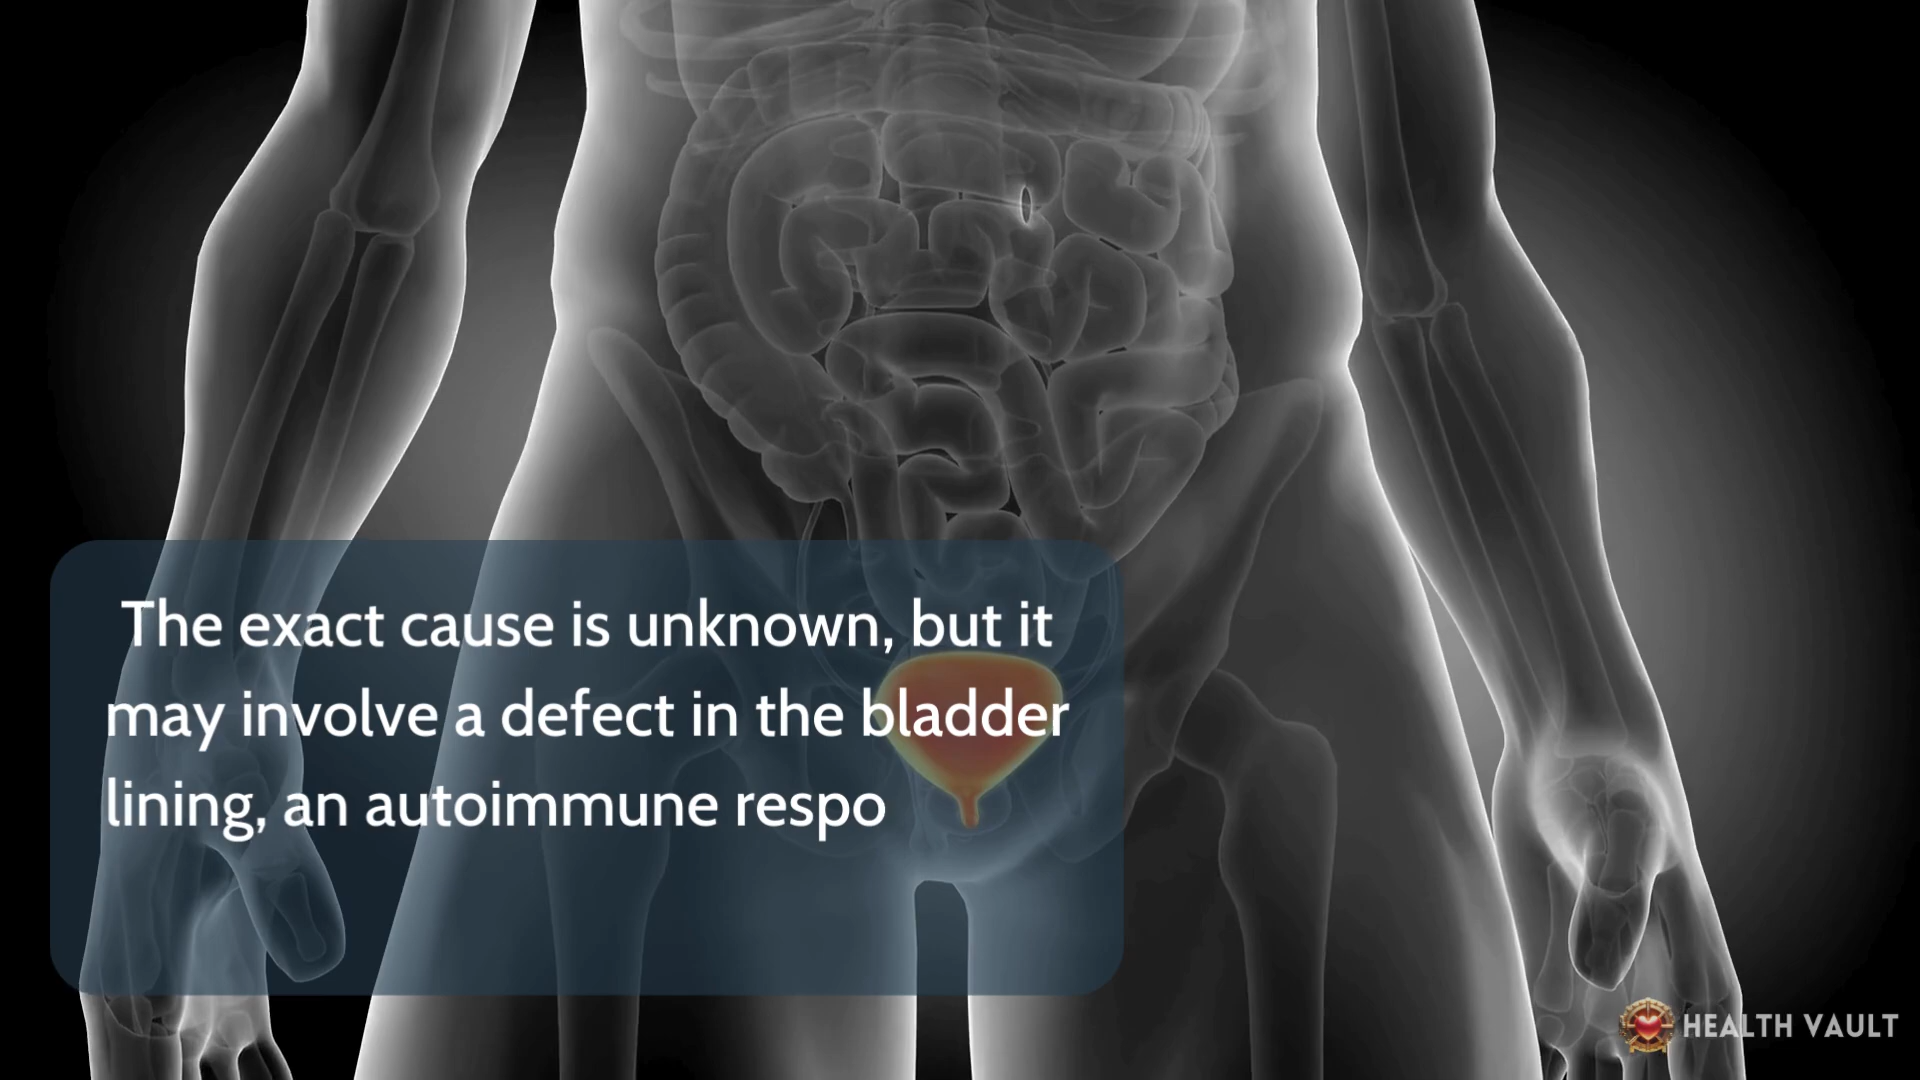 The exact cause is unknown, but it
may involve a defect in the bladder
lining, an autoimmune respo
HEALTH VAULT